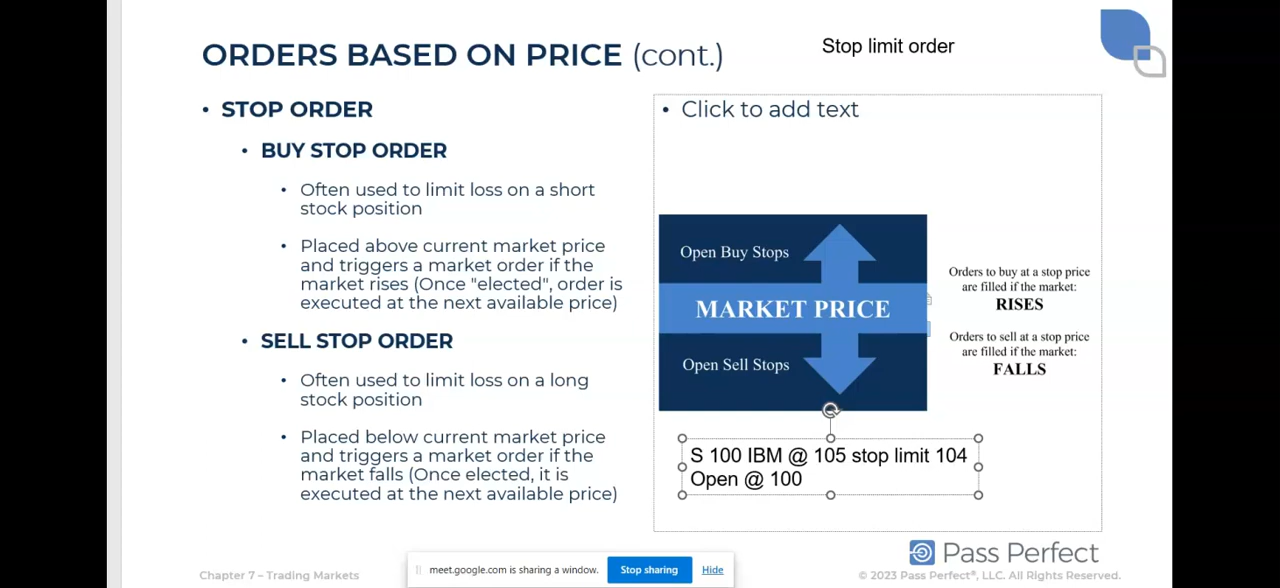 ORDERS BASED ON PRICE (cont.)
Stop limit order
• STOP ORDER
• BUY STOP ORDER
• Often used to limit loss on a short
stock position
• Placed above current market price
and triggers a market order if the
market rises (Once "elected", order is
executed at the next available price)
• SELL STOP ORDER
• Often used to limit loss on a long
stock position
• Placed below current market price
and triggers a market order if the
market falls (Once elected, it is
executed at the next available price)
• Click to add text
Open Buy Stops
MARKET PRICE
Open Sell Stops
Orders to buy at a stop price
are filled if the market:
RISES
Orders to sell at a stop price
are filled if the market:
FALLS
S 100 IBM @ 105 stop limit 104
Open @ 100
Pass Perfect
Chapter 7 – Trading Markets
meet.google.com is sharing a window.
Stop sharing
Hide
© 2023 Pass Perfect®, LLC. All Rights Reserved.